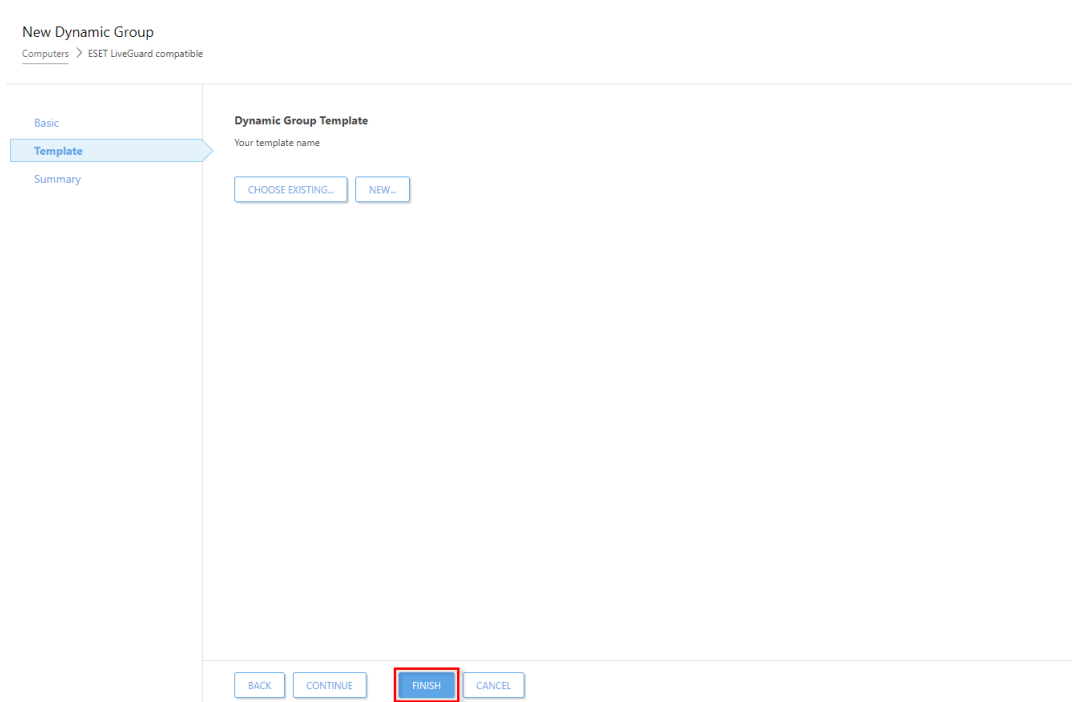 New Dynamic Group
Computers > ESET LiveGuard compatible
Basic
Template
Summary
Dynamic Group Template
Your template name
CHOOSE EXISTING...
NEW...
BACK
CONTINUE
FINISH
CANCEL